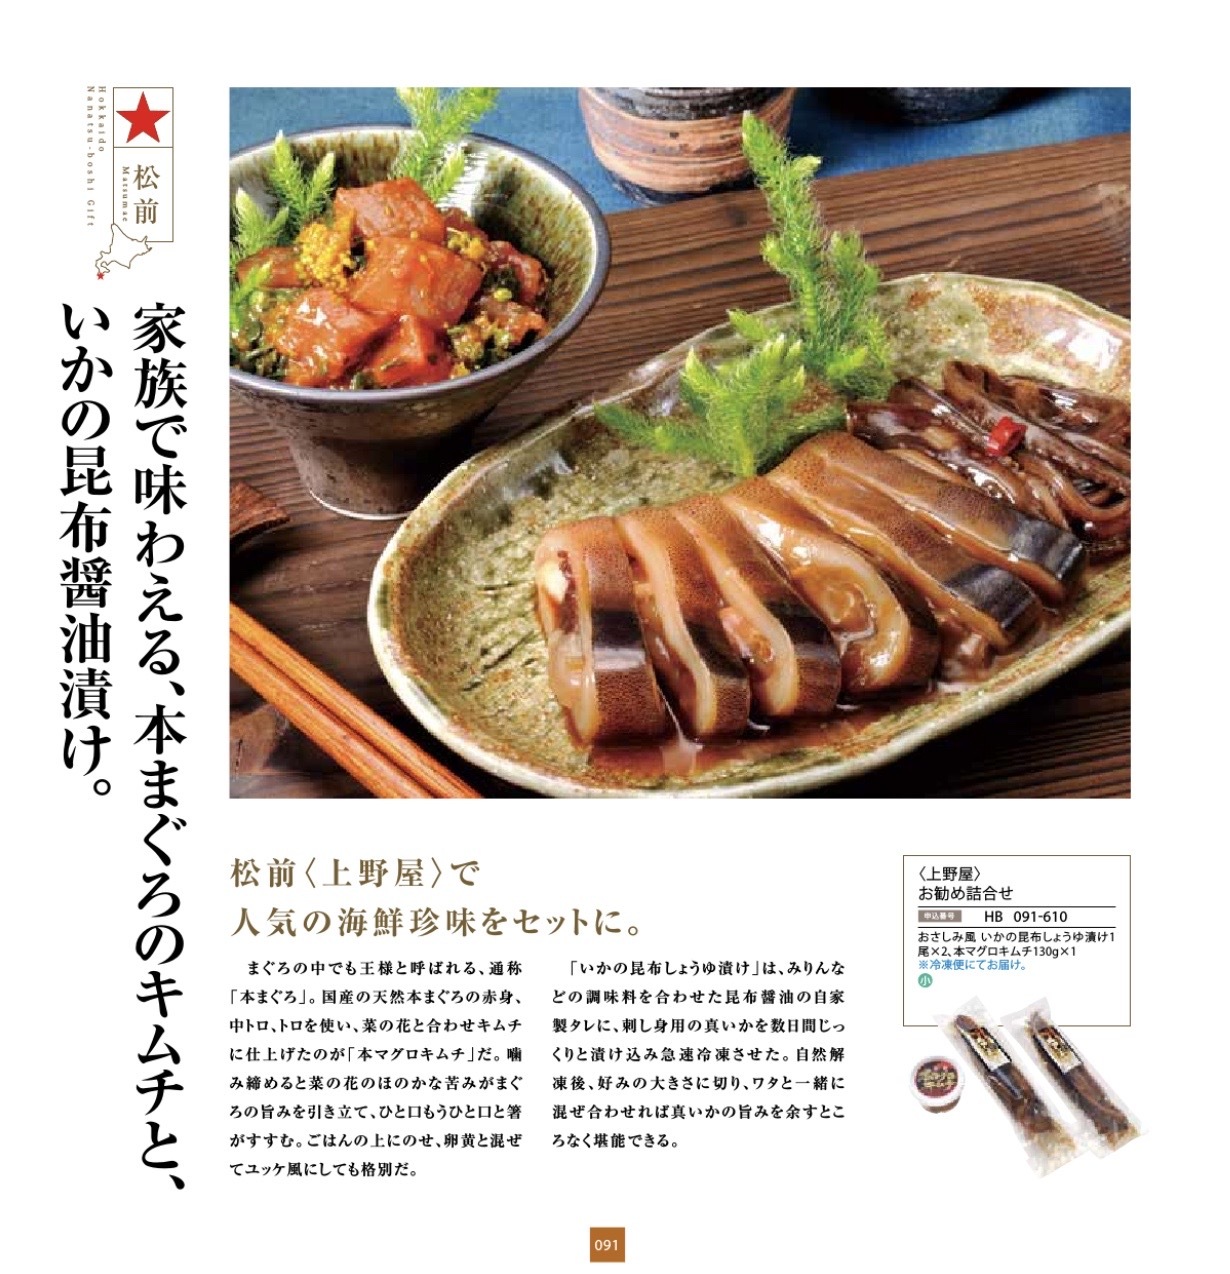 Hokkaido
Nanatsu-boshi Gift
松前
Matsumae
家族で味わえる、本まぐろのキムチと、
いかの昆布醤油漬け。
松前〈上野屋〉で
人気の海鮮珍味をセットに。
まぐろの中でも王様と呼ばれる、通称
「本まぐろ」。国産の天然本まぐろの赤身、
中トロ、トロを使い、菜の花と合わせキムチ
に仕上げたのが「本マグロキムチ」だ。噛
み締めると菜の花のほのかな苦みがまぐ
ろの旨みを引き立て、ひと口もうひと口と箸
がすすむ。ごはんの上にのせ、卵黄と混ぜ
てユッケ風にしても格別だ。
「いかの昆布しょうゆ漬け」は、みりんな
どの調味料を合わせた昆布醤油の自家
製タレに、刺し身用の真いかを数日間じっ
くりと漬け込み急速冷凍させた。自然解
凍後、好みの大きさに切り、ワタと一緒に
混ぜ合わせれば真いかの旨みを余すとこ
ろなく堪能できる。
〈上野屋〉
お勧め詰合せ
申込番号 HB 091-610
おさしみ風 いかの昆布しょうゆ漬け1
尾×2、本マグロキムチ130g×1
※冷凍便にてお届け。
小
キムチ
091